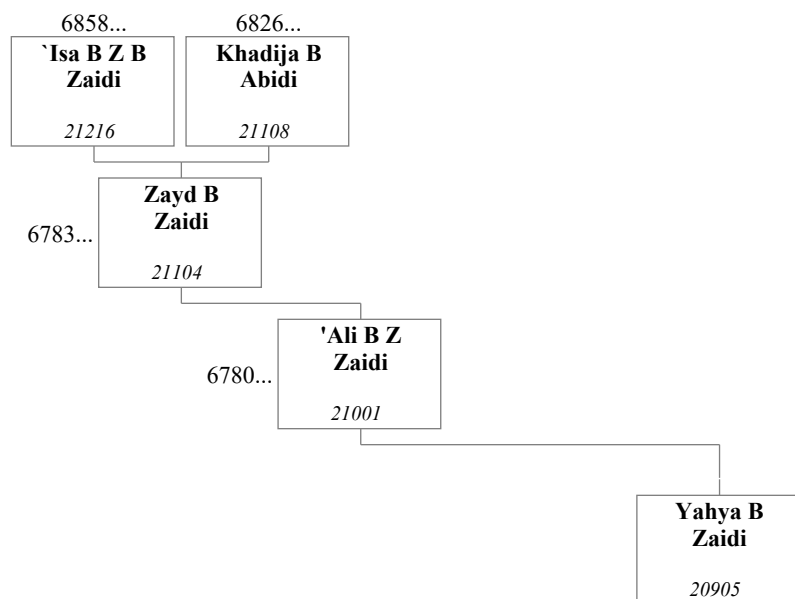 6858...
6826...
`Isa B Z B
Zaidi
21216
Khadija B
Abidi
21108
6783...
Zayd B
Zaidi
21104
6780...
'Ali B Z
Zaidi
21001
Yahya B
Zaidi
20905